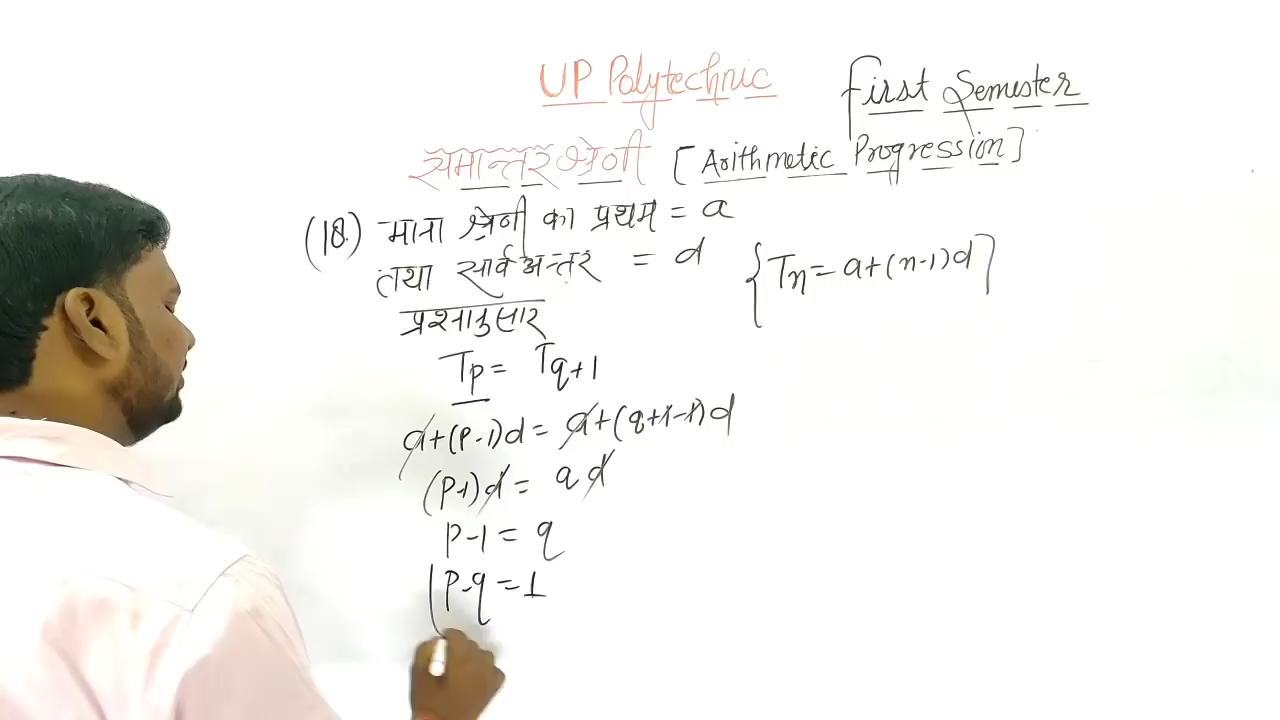 UP Polytechnic First Semester
समान्तर श्रेणी [Arithmetic Progression]
(18) माना श्रेणी का प्रथम = a
तथा सार्व अन्तर = d {Tn = a+(n-1)d}
प्रश्नानुसार
Tp = Tq+1
a+(p-1)d = a+(q+1-1)d
(p-1)d = qd
p-1 = q
p-q = 1